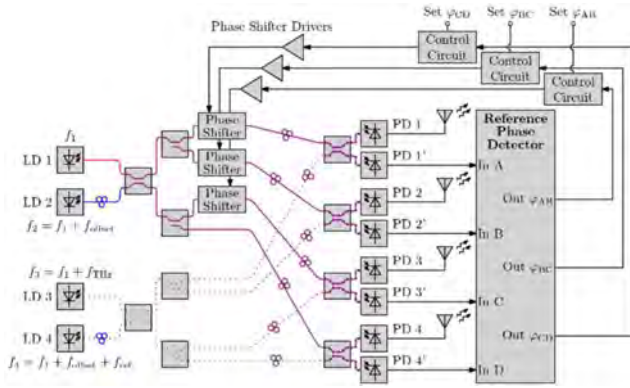 Phase Shifter Drivers
Set φCD
Set φBC
Set φAB
Control
Circuit
Control
Circuit
Control
Circuit
f1
LD 1
LD 2
f2 = f1 + foffset
f3 = f1 + fTHz
LD 3
LD 4
f4 = f1 + foffset + fref
Phase
Shifter
Phase
Shifter
Phase
Shifter
PD 1
PD 1'
PD 2
PD 2'
PD 3
PD 3'
PD 4
PD 4'
Reference
Phase
Detector
In A
Out φAB
In B
Out φBC
In C
Out φCD
In D